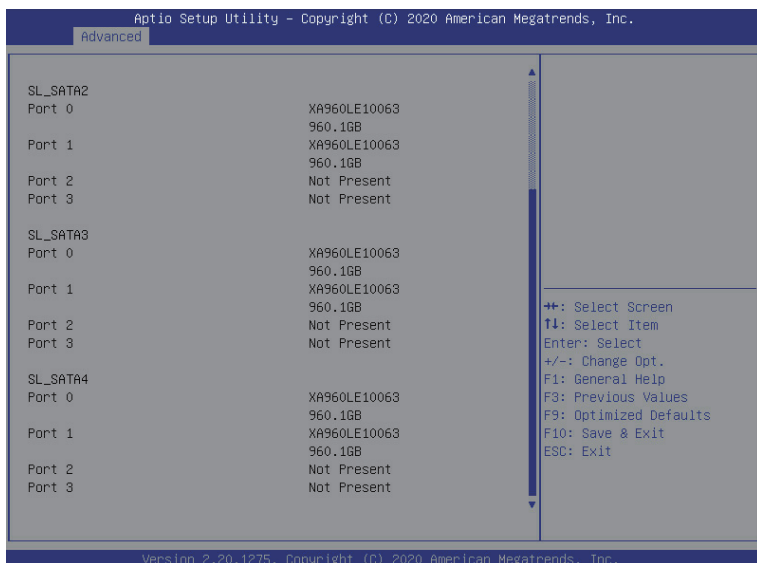 Aptio Setup Utility – Copyright (C) 2020 American Megatrends, Inc.
Advanced
SL_SATA2
Port 0 XA960LE10063
960.1GB
Port 1 XA960LE10063
960.1GB
Port 2 Not Present
Port 3 Not Present
SL_SATA3
Port 0 XA960LE10063
960.1GB
Port 1 XA960LE10063
960.1GB
Port 2 Not Present
Port 3 Not Present
SL_SATA4
Port 0 XA960LE10063
960.1GB
Port 1 XA960LE10063
960.1GB
Port 2 Not Present
Port 3 Not Present
→←: Select Screen
↑↓: Select Item
Enter: Select
+/-: Change Opt.
F1: General Help
F3: Previous Values
F9: Optimized Defaults
F10: Save & Exit
ESC: Exit
Version 2.20.1275. Copyright (C) 2020 American Megatrends, Inc.